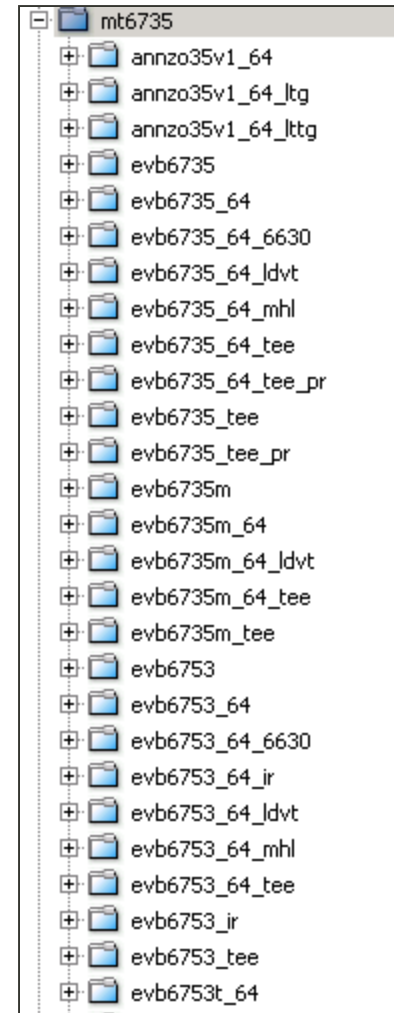 mt6735
annzo35v1_64
annzo35v1_64_ltg
annzo35v1_64_lttg
evb6735
evb6735_64
evb6735_64_6630
evb6735_64_ldvt
evb6735_64_mhl
evb6735_64_tee
evb6735_64_tee_pr
evb6735_tee
evb6735_tee_pr
evb6735m
evb6735m_64
evb6735m_64_ldvt
evb6735m_64_tee
evb6735m_tee
evb6753
evb6753_64
evb6753_64_6630
evb6753_64_ir
evb6753_64_ldvt
evb6753_64_mhl
evb6753_64_tee
evb6753_ir
evb6753_tee
evb6753t_64